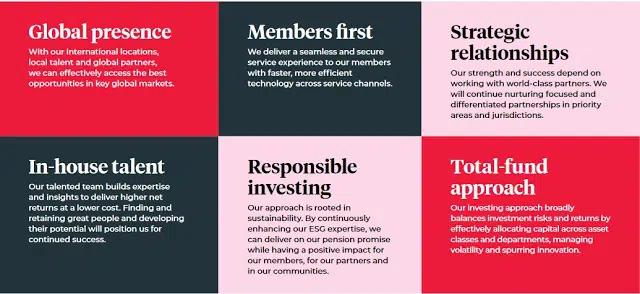 Global presence
With our international locations,
local talent and global partners,
we can effectively access the best
opportunities in key global markets.
Members first
We deliver a seamless and secure
service experience to our members
with faster, more efficient
technology across service channels.
Strategic
relationships
Our strength and success depend on
working with world-class partners. We
will continue nurturing focused and
differentiated partnerships in priority
areas and jurisdictions.
In-house talent
Our talented team builds expertise
and insights to deliver higher net
returns at a lower cost. Finding and
retaining great people and developing
their potential will position us for
continued success.
Responsible
investing
Our approach is rooted in
sustainability. By continuously
enhancing our ESG expertise, we
can deliver on our pension promise
while having a positive impact for
our members, for our partners and
in our communities.
Total-fund
approach
Our investing approach broadly
balances investment risks and returns by
effectively allocating capital across asset
classes and departments, managing
volatility and spurring innovation.